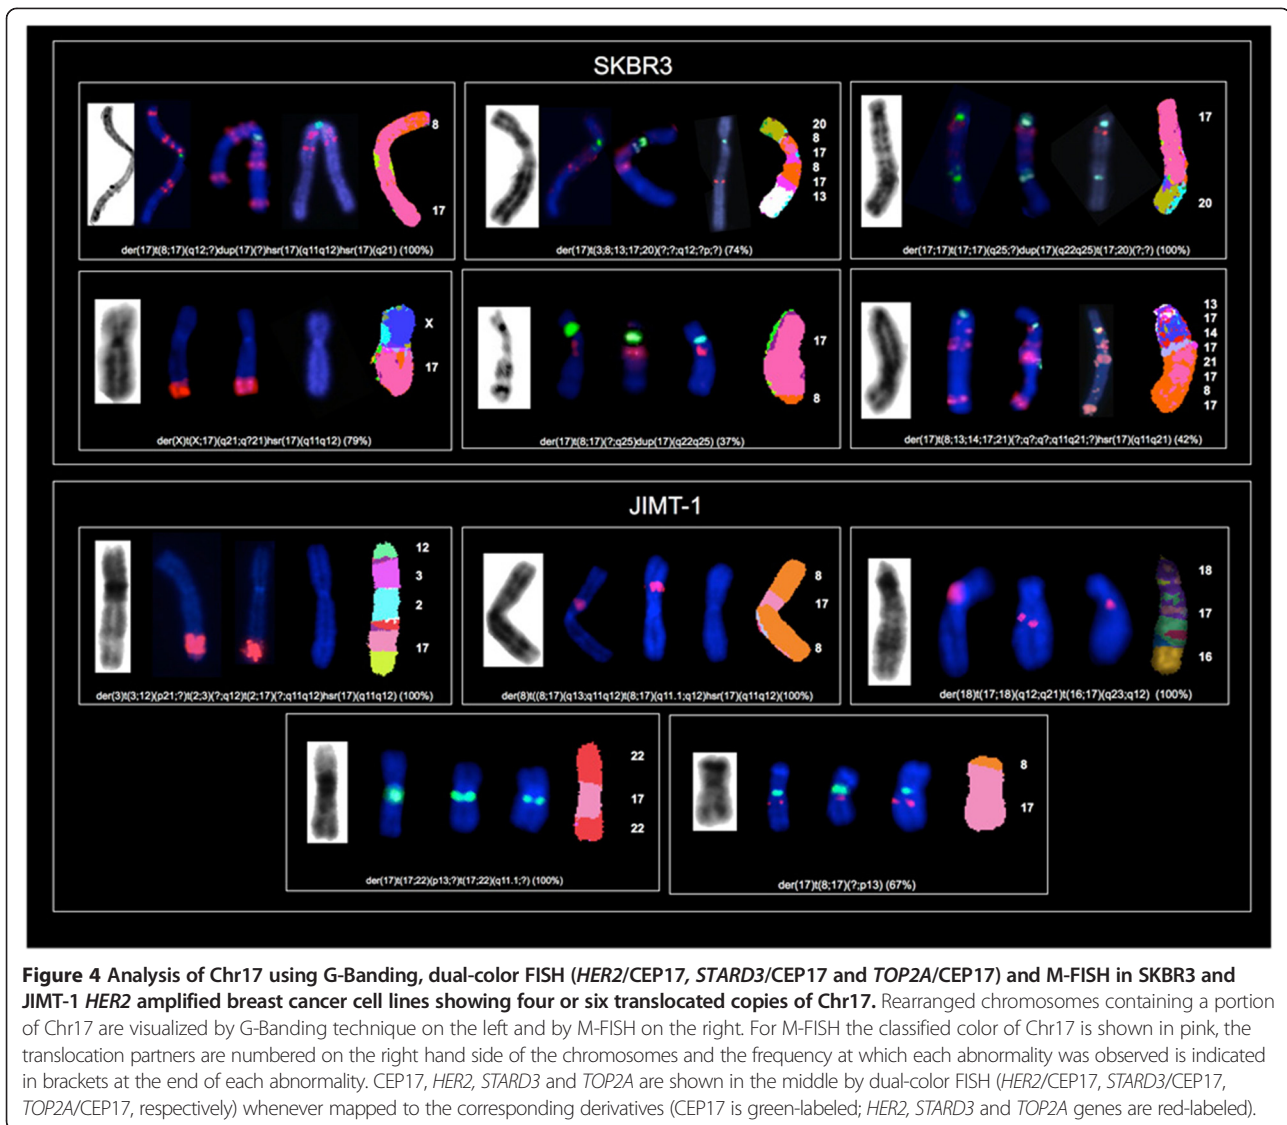 SKBR3
8
17
der(17)t(8;17)(q12;?)dup(17)(?)hsr(17)(q11q12)hsr(17)(q21) (100%)
20
8
17
8
17
13
der(17)t(3;8;13;17;20)(?;?;q12;?p;?) (74%)
17
20
der(17;17)t(17;17)(q25;?)dup(17)(q22q25)t(17;20)(?;?) (100%)
X
17
der(X)t(X;17)(q21;q?21)hsr(17)(q11q12) (79%)
17
8
der(17)t(8;17)(?;q25)dup(17)(q22q25) (37%)
13
17
14
17
21
17
8
17
der(17)t(8;13;14;17;21)(?;q?;q?;q11q21;?)hsr(17)(q11q21) (42%)
JIMT-1
12
3
2
17
der(3)t(3;12)(p21;?)t(2;3)(?;q12)t(2;17)(?;q11q12)hsr(17)(q11q12) (100%)
8
17
8
der(8)t((8;17)(q13;q11q12)t(8;17)(q11.1;q12)hsr(17)(q11q12)(100%)
18
17
16
der(18)t(17;18)(q12;q21)t(16;17)(q23;q12) (100%)
22
17
22
der(17)t(17;22)(p13;?)t(17;22)(q11.1;?) (100%)
8
17
der(17)t(8;17)(?;p13) (67%)
Figure 4 Analysis of Chr17 using G-Banding, dual-color FISH (HER2/CEP17, STARD3/CEP17 and TOP2A/CEP17) and M-FISH in SKBR3 and
JIMT-1 HER2 amplified breast cancer cell lines showing four or six translocated copies of Chr17. Rearranged chromosomes containing a portion
of Chr17 are visualized by G-Banding technique on the left and by M-FISH on the right. For M-FISH the classified color of Chr17 is shown in pink, the
translocation partners are numbered on the right hand side of the chromosomes and the frequency at which each abnormality was observed is indicated
in brackets at the end of each abnormality. CEP17, HER2, STARD3 and TOP2A are shown in the middle by dual-color FISH (HER2/CEP17, STARD3/CEP17,
TOP2A/CEP17, respectively) whenever mapped to the corresponding derivatives (CEP17 is green-labeled; HER2, STARD3 and TOP2A genes are red-labeled).